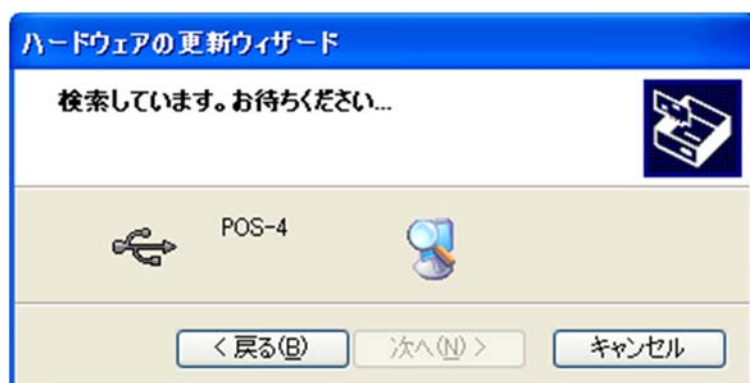 ハードウェアの更新ウィザード
検索しています。お待ちください...
POS-4
< 戻る(B)
次へ(N) >
キャンセル